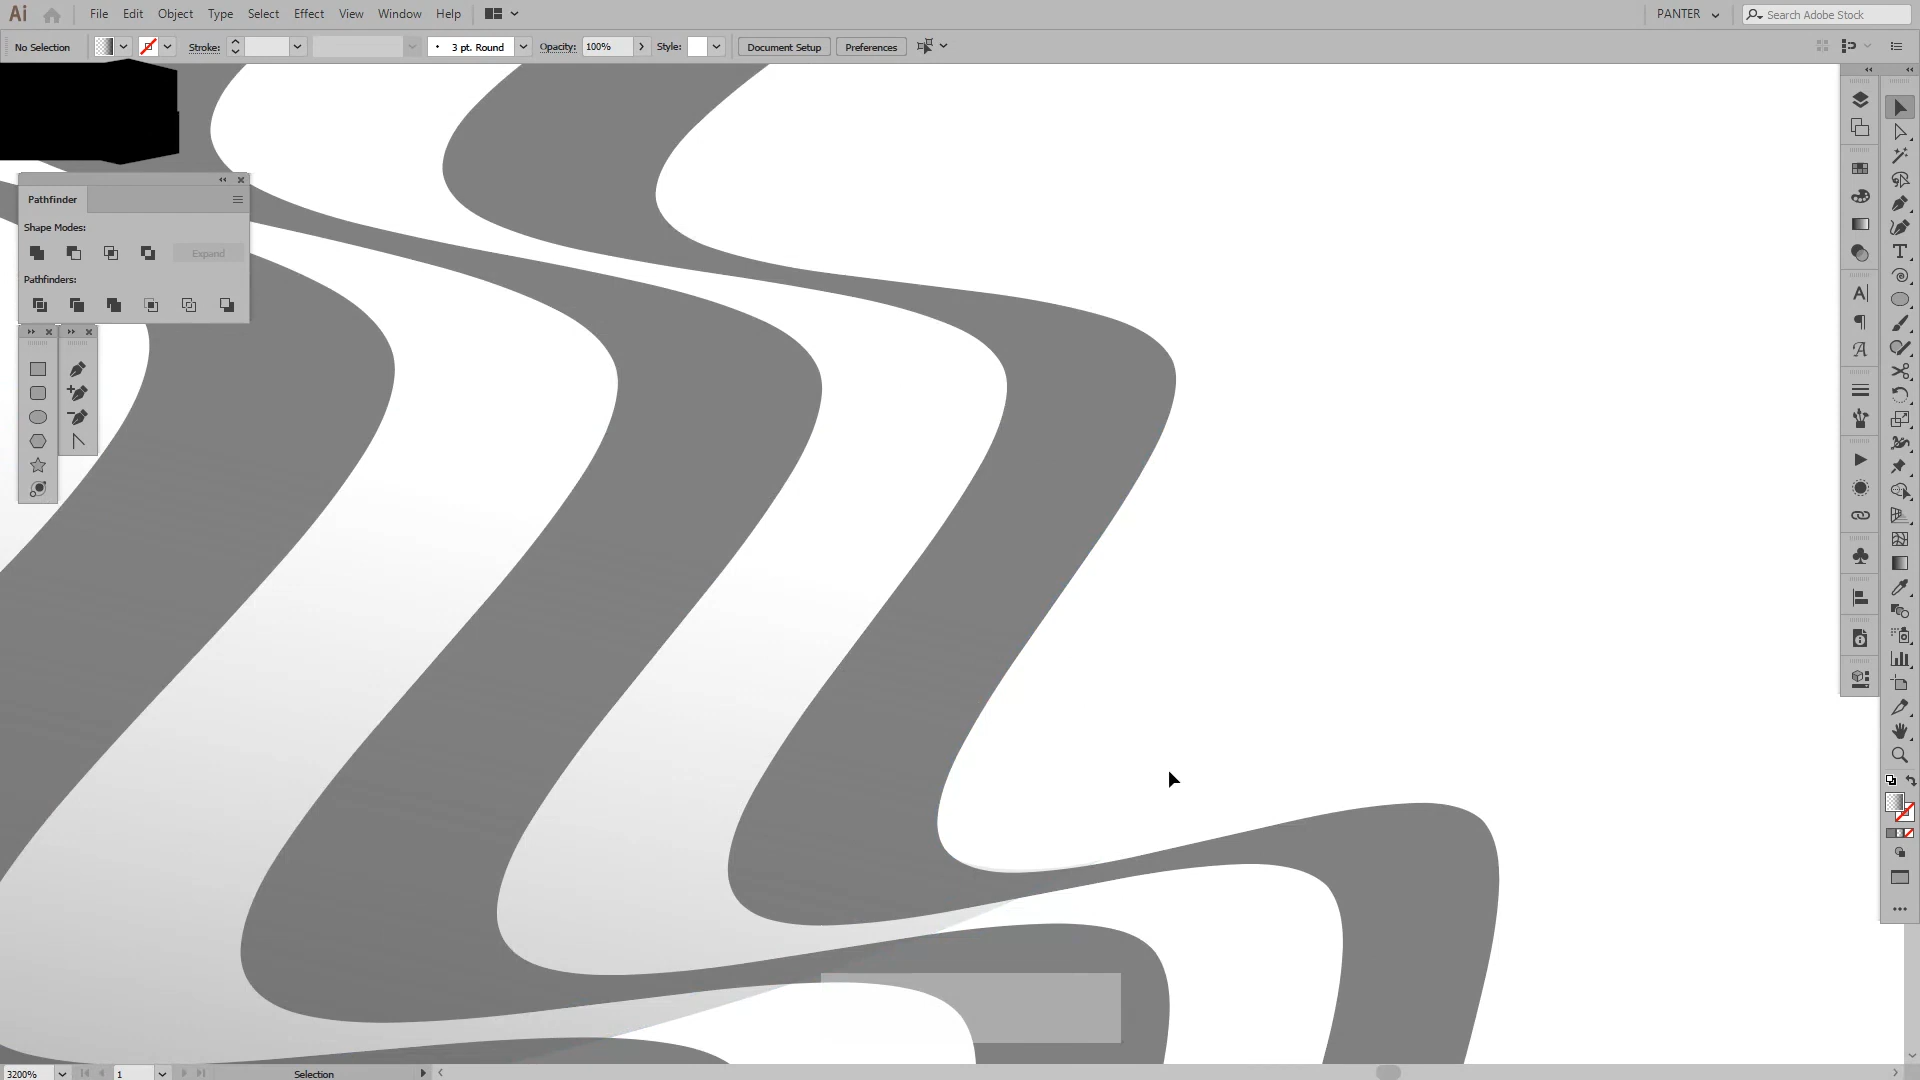 Ai File Edit Object Type Select Effect View Window Help PANTER Search Adobe Stock
No Selection Stroke: 3 pt. Round Opacity: 100% Style: Document Setup Preferences
Pathfinder
Shape Modes:
Expand
Pathfinders:
3200% 1 Selection